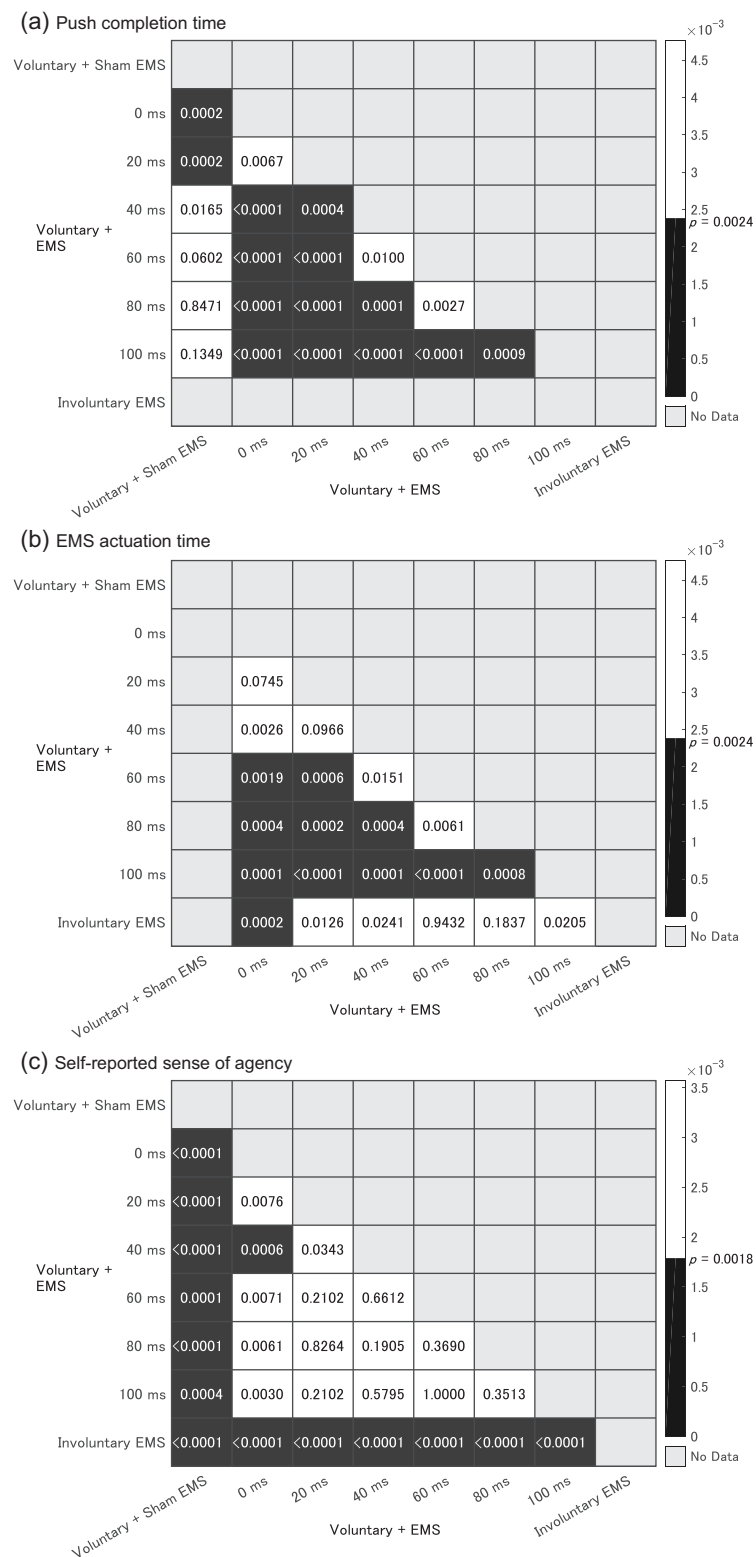 (a) Push completion time
×10⁻³
Voluntary + Sham EMS
0 ms 0.0002
20 ms 0.0002 0.0067
40 ms 0.0165 <0.0001 0.0004
Voluntary +
EMS
60 ms 0.0602 <0.0001 <0.0001 0.0100
80 ms 0.8471 <0.0001 <0.0001 0.0001 0.0027
100 ms 0.1349 <0.0001 <0.0001 <0.0001 <0.0001 0.0009
Involuntary EMS
4.5
4
3.5
3
2.5
p = 0.0024
2
1.5
1
0.5
0
No Data
Voluntary + Sham EMS 0 ms 20 ms 40 ms 60 ms 80 ms 100 ms Involuntary EMS
Voluntary + EMS
(b) EMS actuation time
×10⁻³
Voluntary + Sham EMS
0 ms
20 ms 0.0745
40 ms 0.0026 0.0966
Voluntary +
EMS
60 ms 0.0019 0.0006 0.0151
80 ms 0.0004 0.0002 0.0004 0.0061
100 ms 0.0001 <0.0001 0.0001 <0.0001 0.0008
Involuntary EMS 0.0002 0.0126 0.0241 0.9432 0.1837 0.0205
4.5
4
3.5
3
2.5
p = 0.0024
2
1.5
1
0.5
0
No Data
Voluntary + Sham EMS 0 ms 20 ms 40 ms 60 ms 80 ms 100 ms Involuntary EMS
Voluntary + EMS
(c) Self-reported sense of agency
×10⁻³
Voluntary + Sham EMS
0 ms <0.0001
20 ms <0.0001 0.0076
40 ms <0.0001 0.0006 0.0343
Voluntary +
EMS
60 ms 0.0001 0.0071 0.2102 0.6612
80 ms <0.0001 0.0061 0.8264 0.1905 0.3690
100 ms 0.0004 0.0030 0.2102 0.5795 1.0000 0.3513
Involuntary EMS <0.0001 <0.0001 <0.0001 <0.0001 <0.0001 <0.0001 <0.0001
3.5
3
2.5
2
p = 0.0018
1.5
1
0.5
0
No Data
Voluntary + Sham EMS 0 ms 20 ms 40 ms 60 ms 80 ms 100 ms Involuntary EMS
Voluntary + EMS